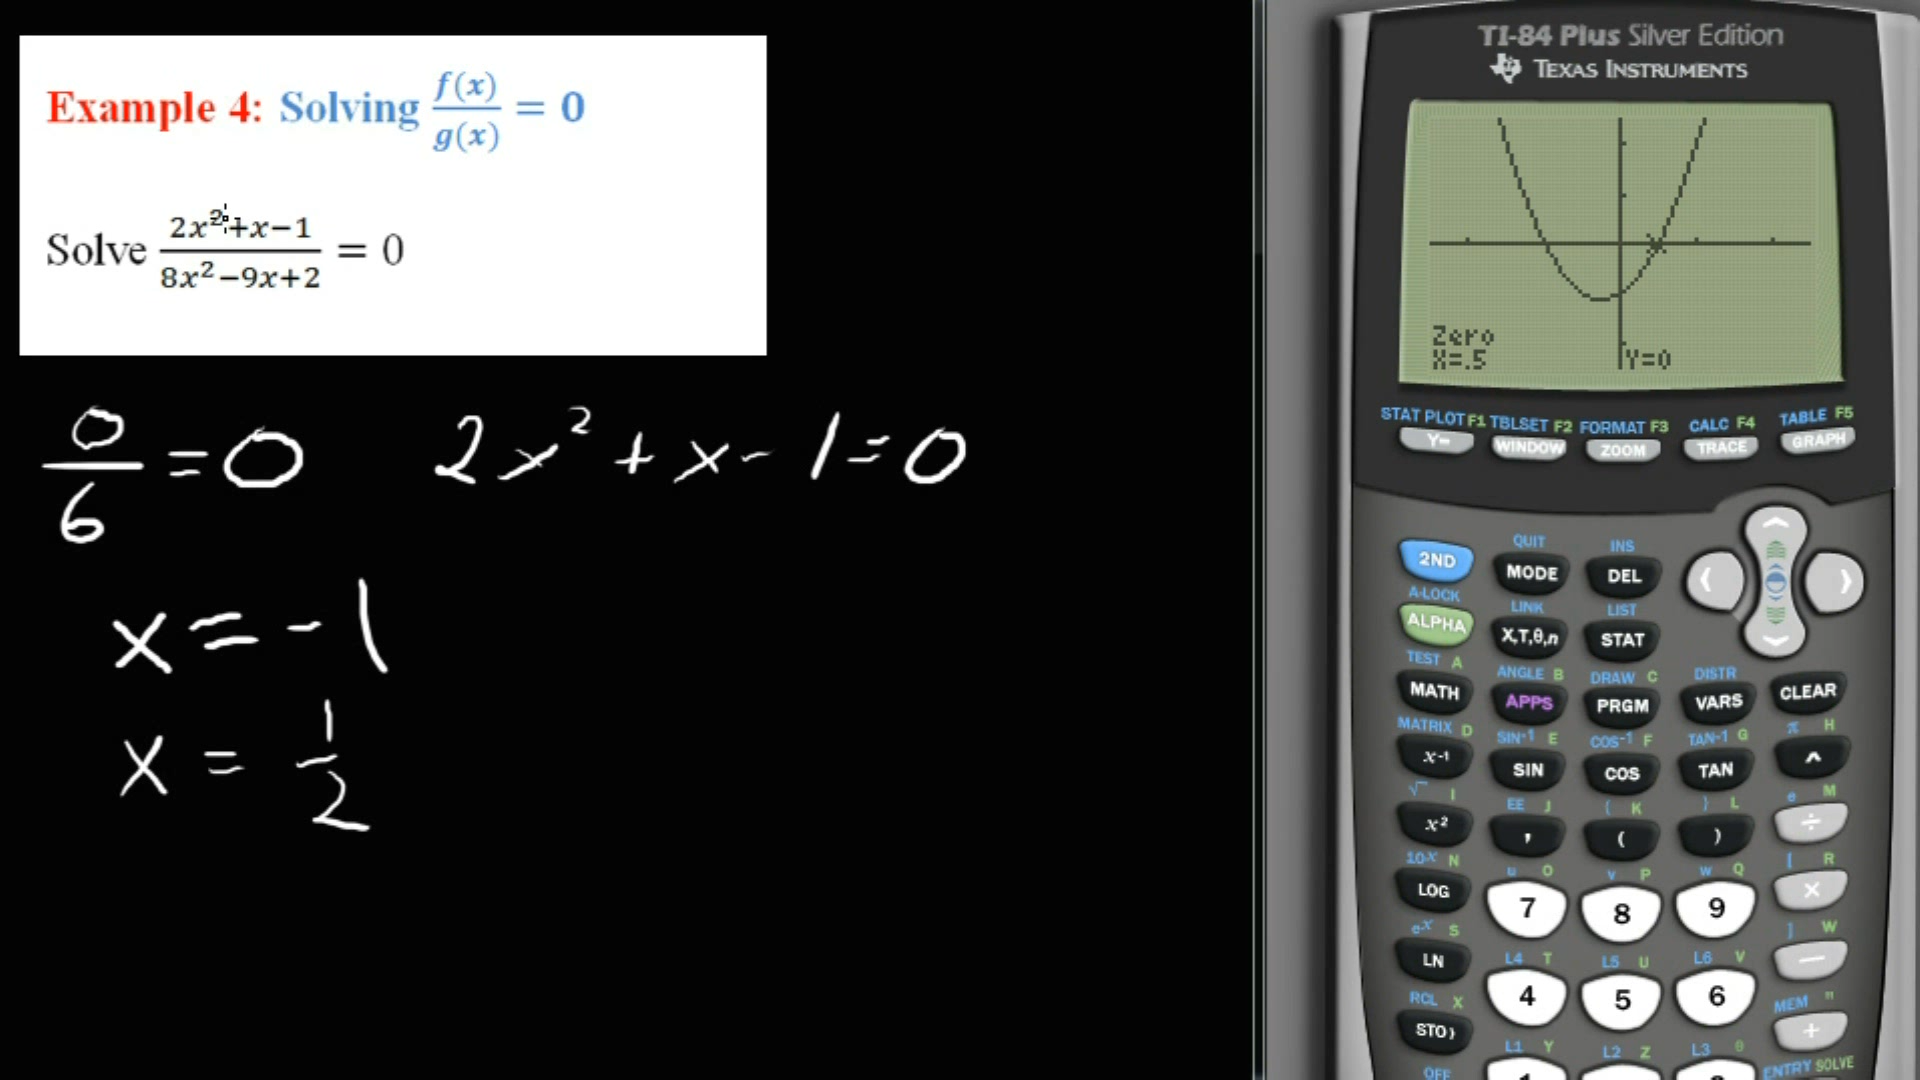 Example 4: Solving f(x)/g(x) = 0
Solve 2x²+x−1/8x²−9x+2 = 0
0/6 = 0
2x² + x - 1 = 0
x = -1
x = 1/2
TI-84 Plus Silver Edition
TEXAS INSTRUMENTS
Zero
X=.5 Y=0
STAT PLOT F1 TBLSET F2 FORMAT F3 CALC F4 TABLE F5
Y= WINDOW ZOOM TRACE GRAPH
QUIT INS
2ND MODE DEL
A-LOCK LINK LIST
ALPHA X,T,θ,n STAT
TEST A ANGLE B DRAW C DISTR
MATH APPS PRGM VARS CLEAR
MATRIX D SIN-1 E COS-1 F TAN-1 G π H
x-1 SIN COS TAN ^
√ I EE J { K } L e M
x² , ( ) ÷
10x N u O v P w Q [ R
LOG 7 8 9 ×
ex S L4 T L5 U L6 V ] W
LN 4 5 6 −
RCL X L1 Y L2 Z L3 θ MEM "
STO⟩ +
OFF ENTRY SOLVE